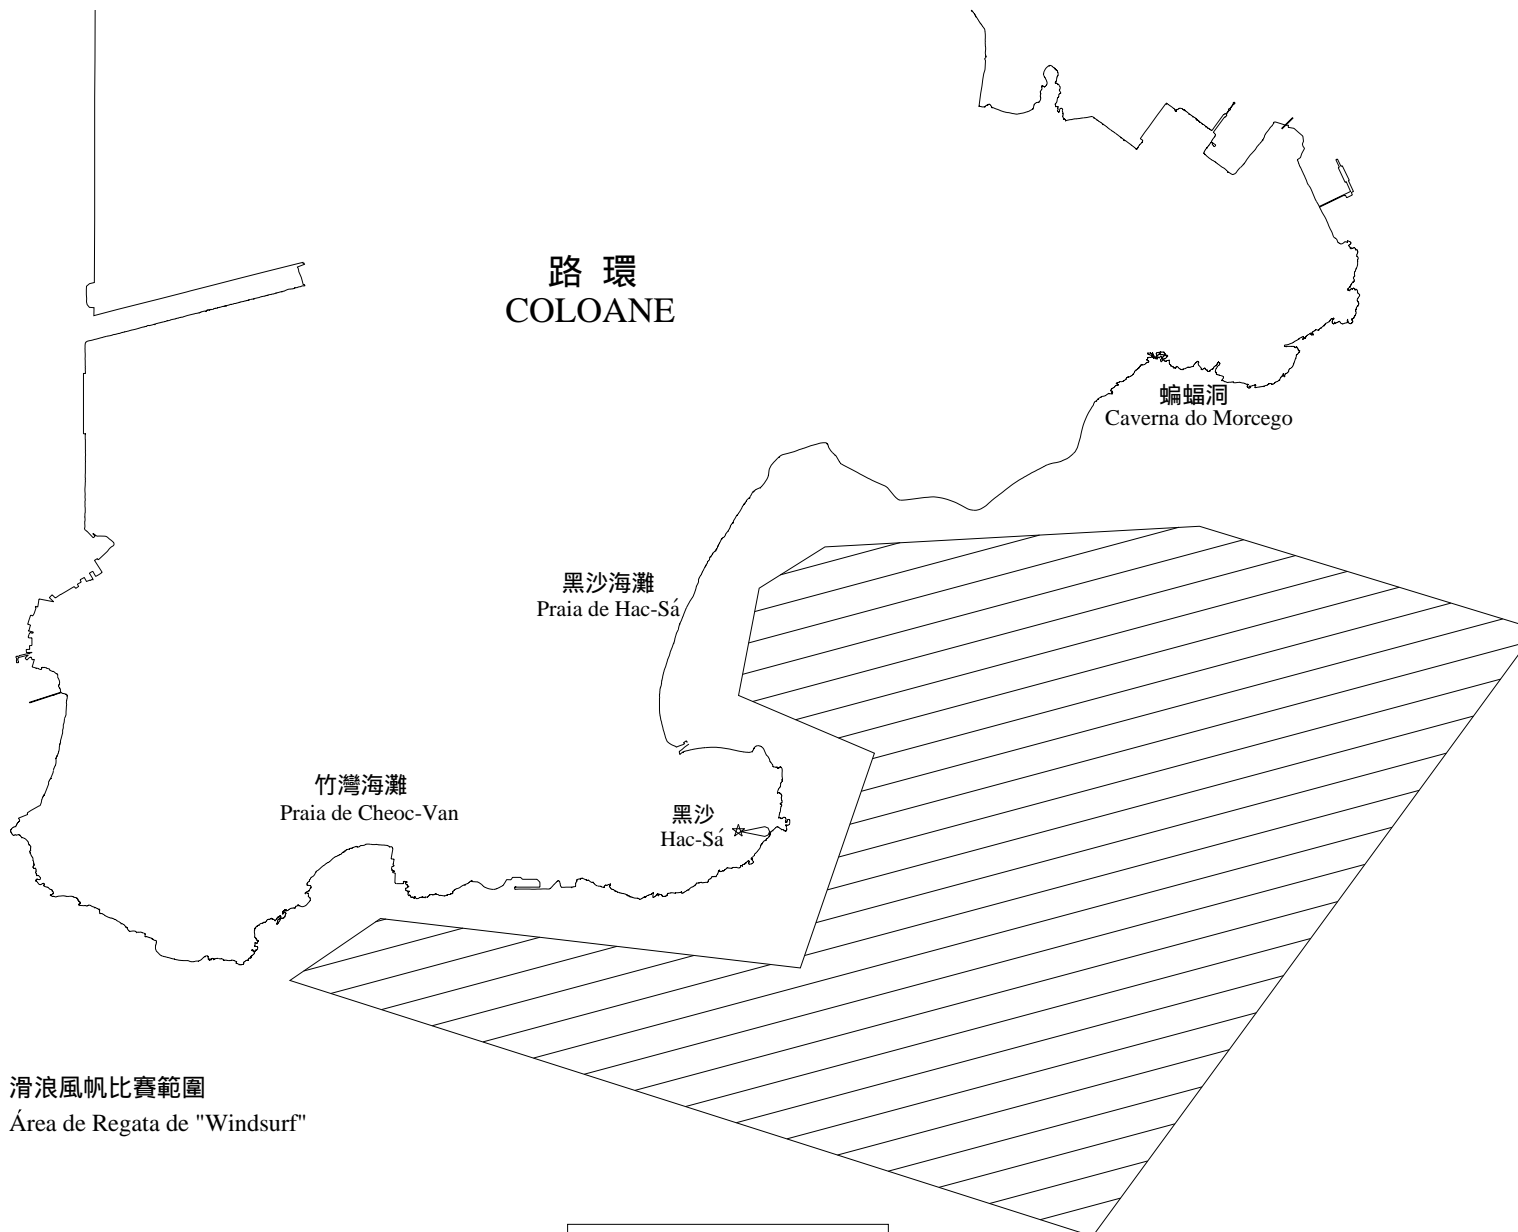 路 環
COLOANE
蝙蝠洞
Caverna do Morcego
黑沙海灘
Praia de Hac-Sá
竹灣海灘
Praia de Cheoc-Van
黑沙
Hac-Sá
滑浪風帆比賽範圍
Área de Regata de "Windsurf"